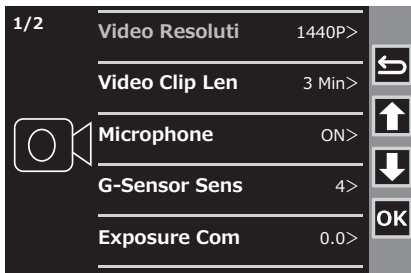 1/2
Video Resoluti 1440P>
Video Clip Len 3 Min>
Microphone ON>
G-Sensor Sens 4>
Exposure Com 0.0>
OK